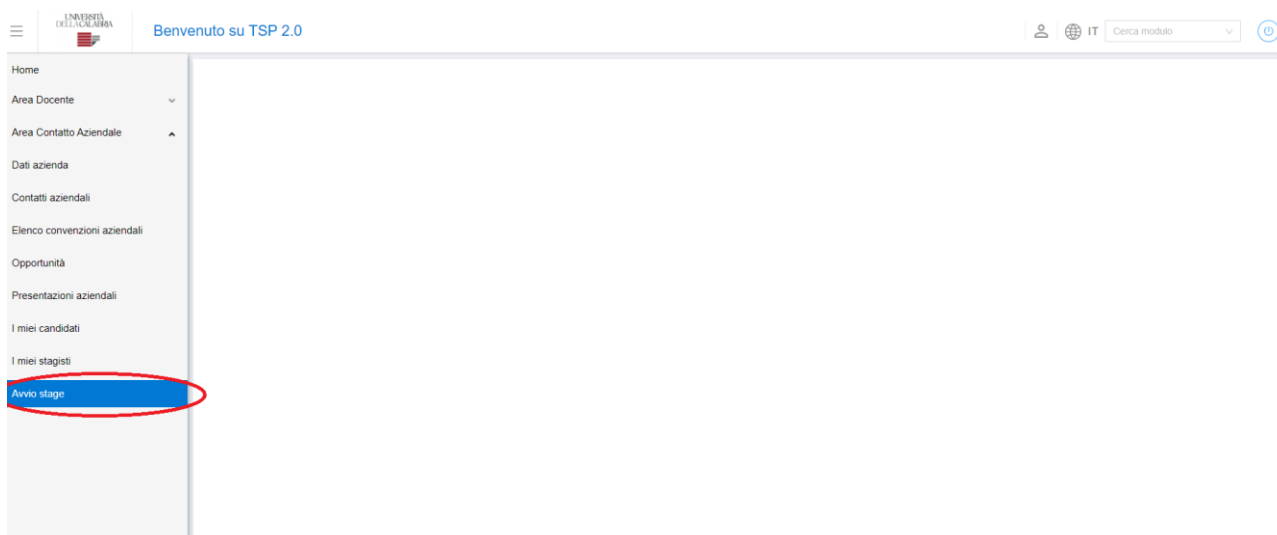 UNIVERSITÀ
DELLA CALABRIA
Benvenuto su TSP 2.0
IT
Cerca modulo
Home
Area Docente
Area Contatto Aziendale
Dati azienda
Contatti aziendali
Elenco convenzioni aziendali
Opportunità
Presentazioni aziendali
I miei candidati
I miei stagisti
Avvio stage